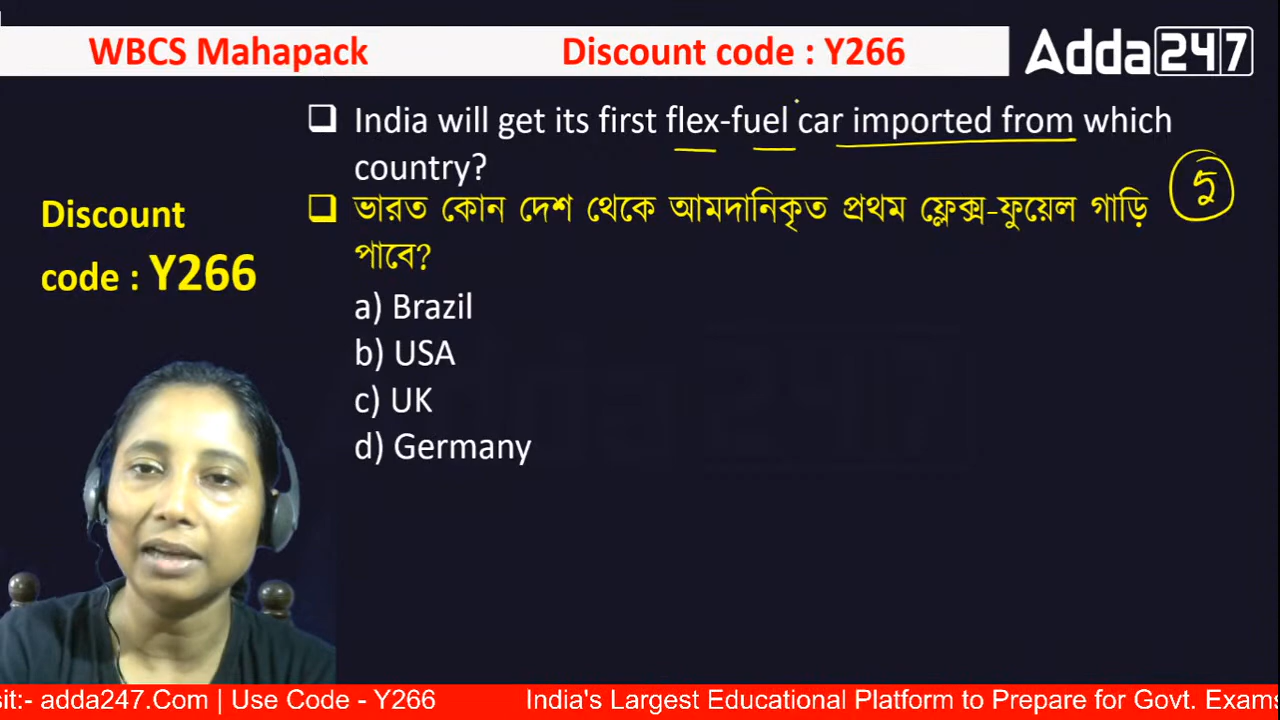 WBCS Mahapack Discount code : Y266 Adda247
❑ India will get its first flex-fuel car imported from which
country?
❑ ভারত কোন দেশ থেকে আমদানিকৃত প্রথম ফ্লেক্স-ফুয়েল গাড়ি
পাবে?
Discount
code : Y266
a) Brazil
b) USA
c) UK
d) Germany
sit:- adda247.Com | Use Code - Y266 India's Largest Educational Platform to Prepare for Govt. Exams